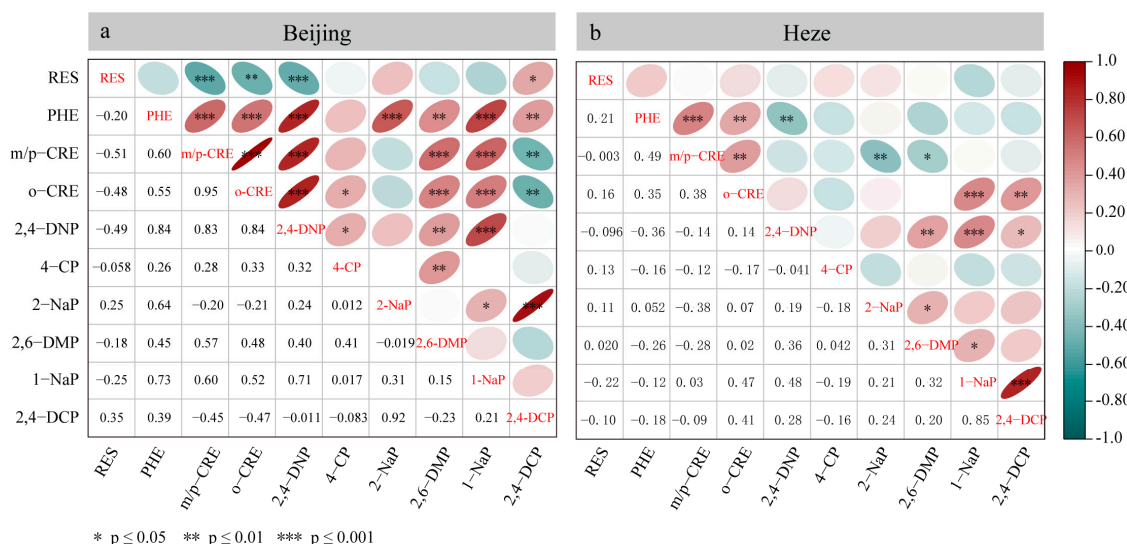 a Beijing
b Heze
RES RES *** ** *** *
PHE −0.20 PHE *** *** *** *** ** *** **
m/p−CRE −0.51 0.60 m/p-CRE *** *** ** *** **
o−CRE −0.48 0.55 0.95 o-CRE *** * ** *** **
2,4−DNP −0.49 0.84 0.83 0.84 2,4-DNP * ** ***
4−CP −0.058 0.26 0.28 0.33 0.32 4-CP **
2−NaP 0.25 0.64 −0.20 −0.21 0.24 0.012 2-NaP * ***
2,6−DMP −0.18 0.45 0.57 0.48 0.40 0.41 −0.019 2,6-DMP
1−NaP −0.25 0.73 0.60 0.52 0.71 0.017 0.31 0.15 1-NaP
2,4−DCP 0.35 0.39 −0.45 −0.47 −0.011 −0.083 0.92 −0.23 0.21 2,4-DCP
RES PHE m/p−CRE o−CRE 2,4−DNP 4−CP 2−NaP 2,6−DMP 1−NaP 2,4−DCP
RES
0.21 PHE *** ** **
−0.003 0.49 m/p−CRE ** ** *
0.16 0.35 0.38 o−CRE *** **
−0.096 −0.36 −0.14 0.14 2,4−DNP ** *** *
0.13 −0.16 −0.12 −0.17 −0.041 4−CP
0.11 0.052 −0.38 0.07 0.19 −0.18 2−NaP *
0.020 −0.26 −0.28 0.02 0.36 0.042 0.31 2,6−DMP *
−0.22 −0.12 0.03 0.47 0.48 −0.19 0.21 0.32 1−NaP ***
−0.10 −0.18 −0.09 0.41 0.28 −0.16 0.24 0.20 0.85 2,4−DCP
RES PHE m/p−CRE o−CRE 2,4−DNP 4−CP 2−NaP 2,6−DMP 1−NaP 2,4−DCP
1.0
0.80
0.60
0.40
0.20
0.0
-0.20
-0.40
-0.60
-0.80
-1.0
* p ≤ 0.05 ** p ≤ 0.01 *** p ≤ 0.001